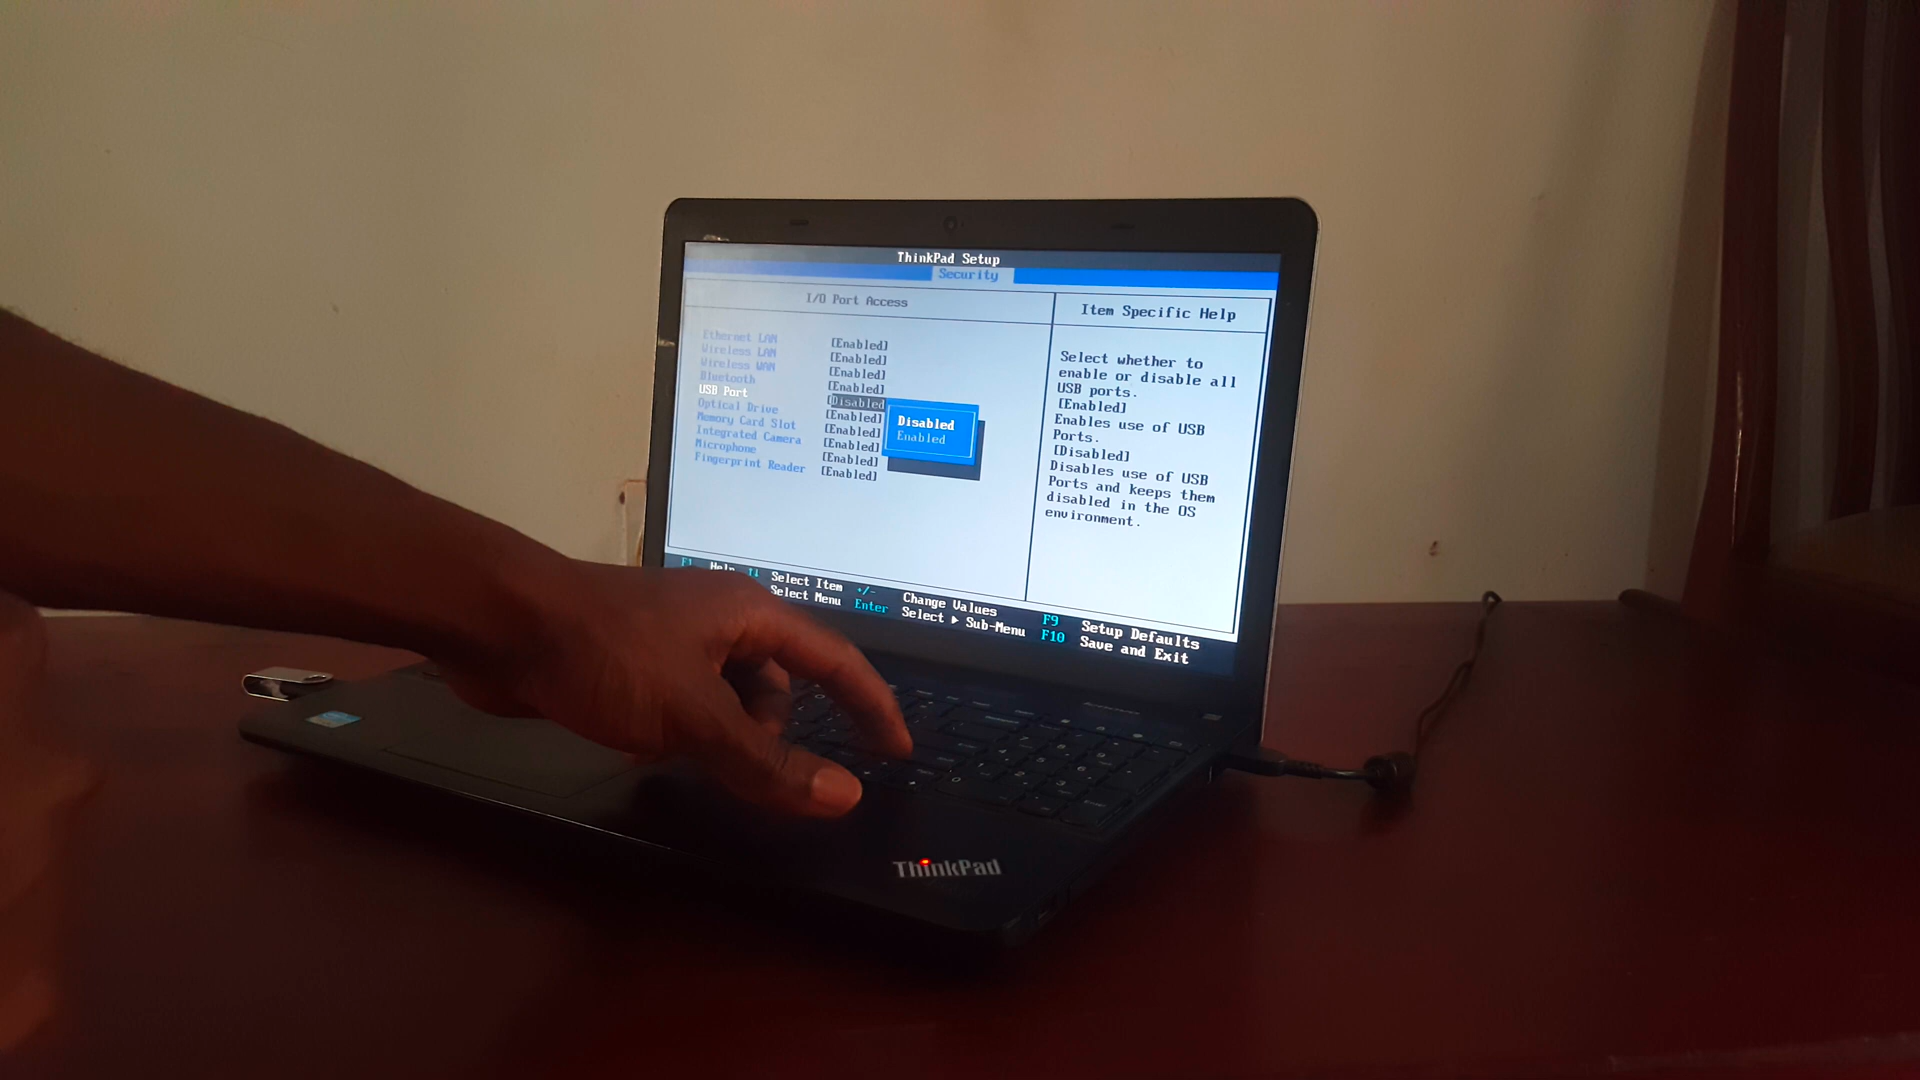 ThinkPad Setup
Security
I/O Port Access
Ethernet LAN [Enabled]
Wireless LAN [Enabled]
Wireless WAN [Enabled]
Bluetooth [Enabled]
USB Port [Disabled
Optical Drive [Enabled]
Memory Card Slot [Enabled]
Integrated Camera [Enabled]
Microphone [Enabled]
Fingerprint Reader [Enabled]
Disabled
Enabled
Item Specific Help
Select whether to
enable or disable all
USB ports.
[Enabled]
Enables use of USB
Ports.
[Disabled]
Disables use of USB
Ports and keeps them
disabled in the OS
environment.
F1 Help ↑↓ Select Item -/- Change Values F9 Setup Defaults
Select Menu Enter Select ▶ Sub-Menu F10 Save and Exit
ThinkPad